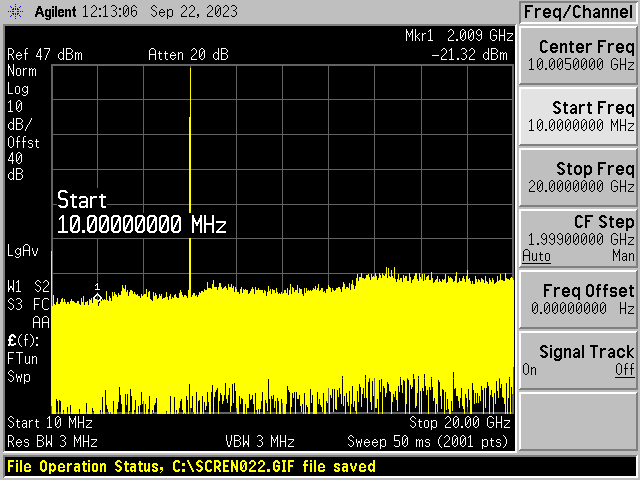 Agilent 12:13:06 Sep 22, 2023
Freq/Channel
Mkr1 2.009 GHz
Ref 47 dBm Atten 20 dB -21.32 dBm
Norm
Log
10
dB/
Offst
40
dB
LgAv
W1 S2
S3 FC
AA
£(f):
FTun
Swp
1
Start
10.00000000 MHz
Start 10 MHz Stop 20.00 GHz
Res BW 3 MHz VBW 3 MHz Sweep 50 ms (2001 pts)
File Operation Status, C:\SCREN022.GIF file saved
Center Freq
10.0050000 GHz
Start Freq
10.0000000 MHz
Stop Freq
20.0000000 GHz
CF Step
1.99900000 GHz
Auto Man
Freq Offset
0.00000000 Hz
Signal Track
On Off